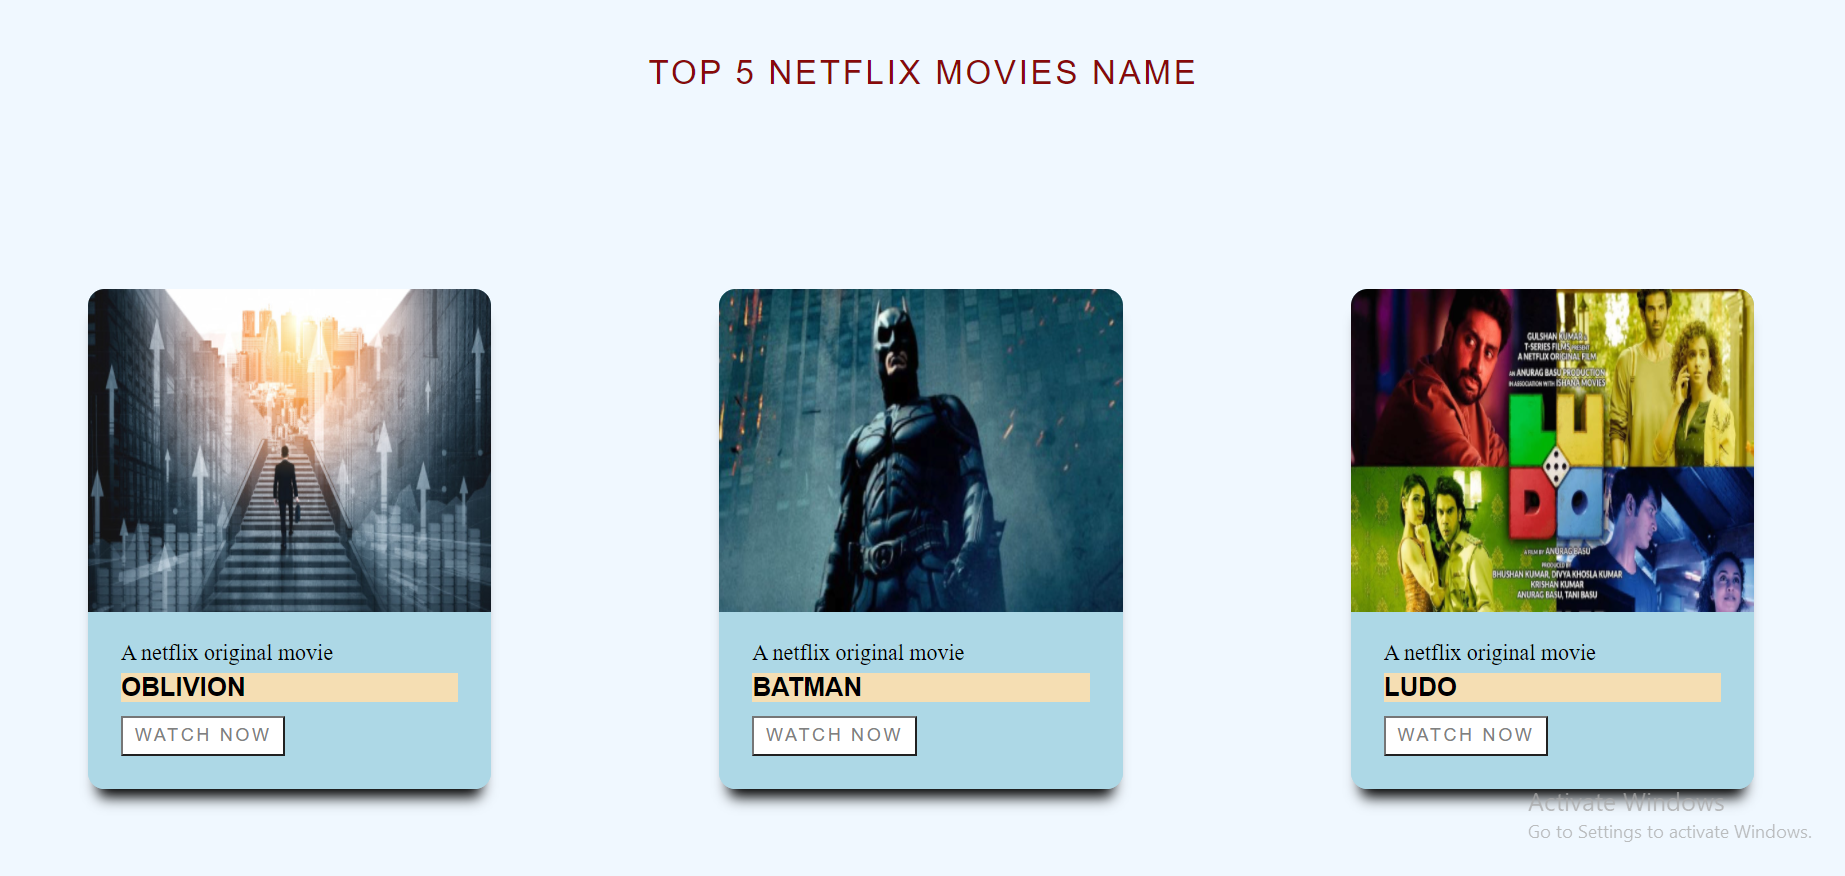 TOP 5 NETFLIX MOVIES NAME
A netflix original movie
OBLIVION
WATCH NOW
A netflix original movie
BATMAN
WATCH NOW
GULSHAN KUMAR
T-SERIES FILMS PRESENT
A NETFLIX ORIGINAL FILM
AN ANURAG BASU PRODUCTION
IN ASSOCIATION WITH ISHANA MOVIES
LU
DO
A FILM BY ANURAG BASU
PRODUCED BY
BHUSHAN KUMAR, DIVYA KHOSLA KUMAR
KRISHAN KUMAR
ANURAG BASU, TANI BASU
A netflix original movie
LUDO
WATCH NOW
Activate Windows
Go to Settings to activate Windows.